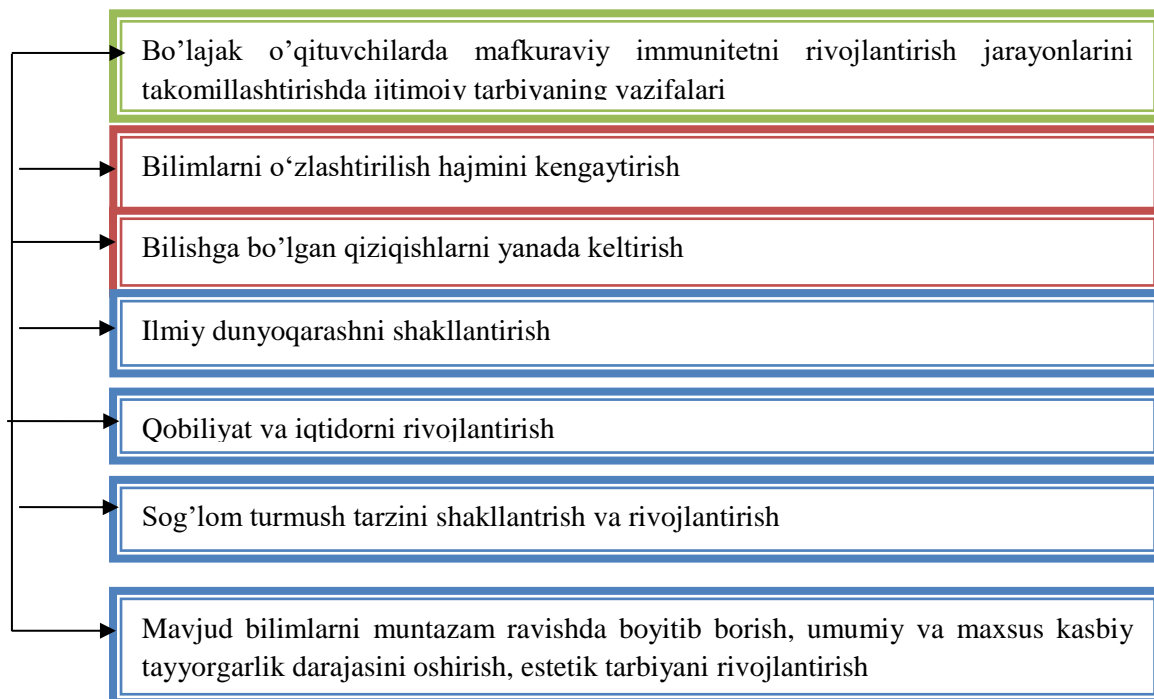 Bo’lajak o’qituvchilarda mafkuraviy immunitetni rivojlantirish jarayonlarini
takomillashtirishda ijtimoiy tarbiyaning vazifalari
Bilimlarni o‘zlashtirilish hajmini kengaytirish
Bilishga bo’lgan qiziqishlarni yanada keltirish
Ilmiy dunyoqarashni shakllantirish
Qobiliyat va iqtidorni rivojlantirish
Sog’lom turmush tarzini shakllantrish va rivojlantirish
Mavjud bilimlarni muntazam ravishda boyitib borish, umumiy va maxsus kasbiy
tayyorgarlik darajasini oshirish, estetik tarbiyani rivojlantirish